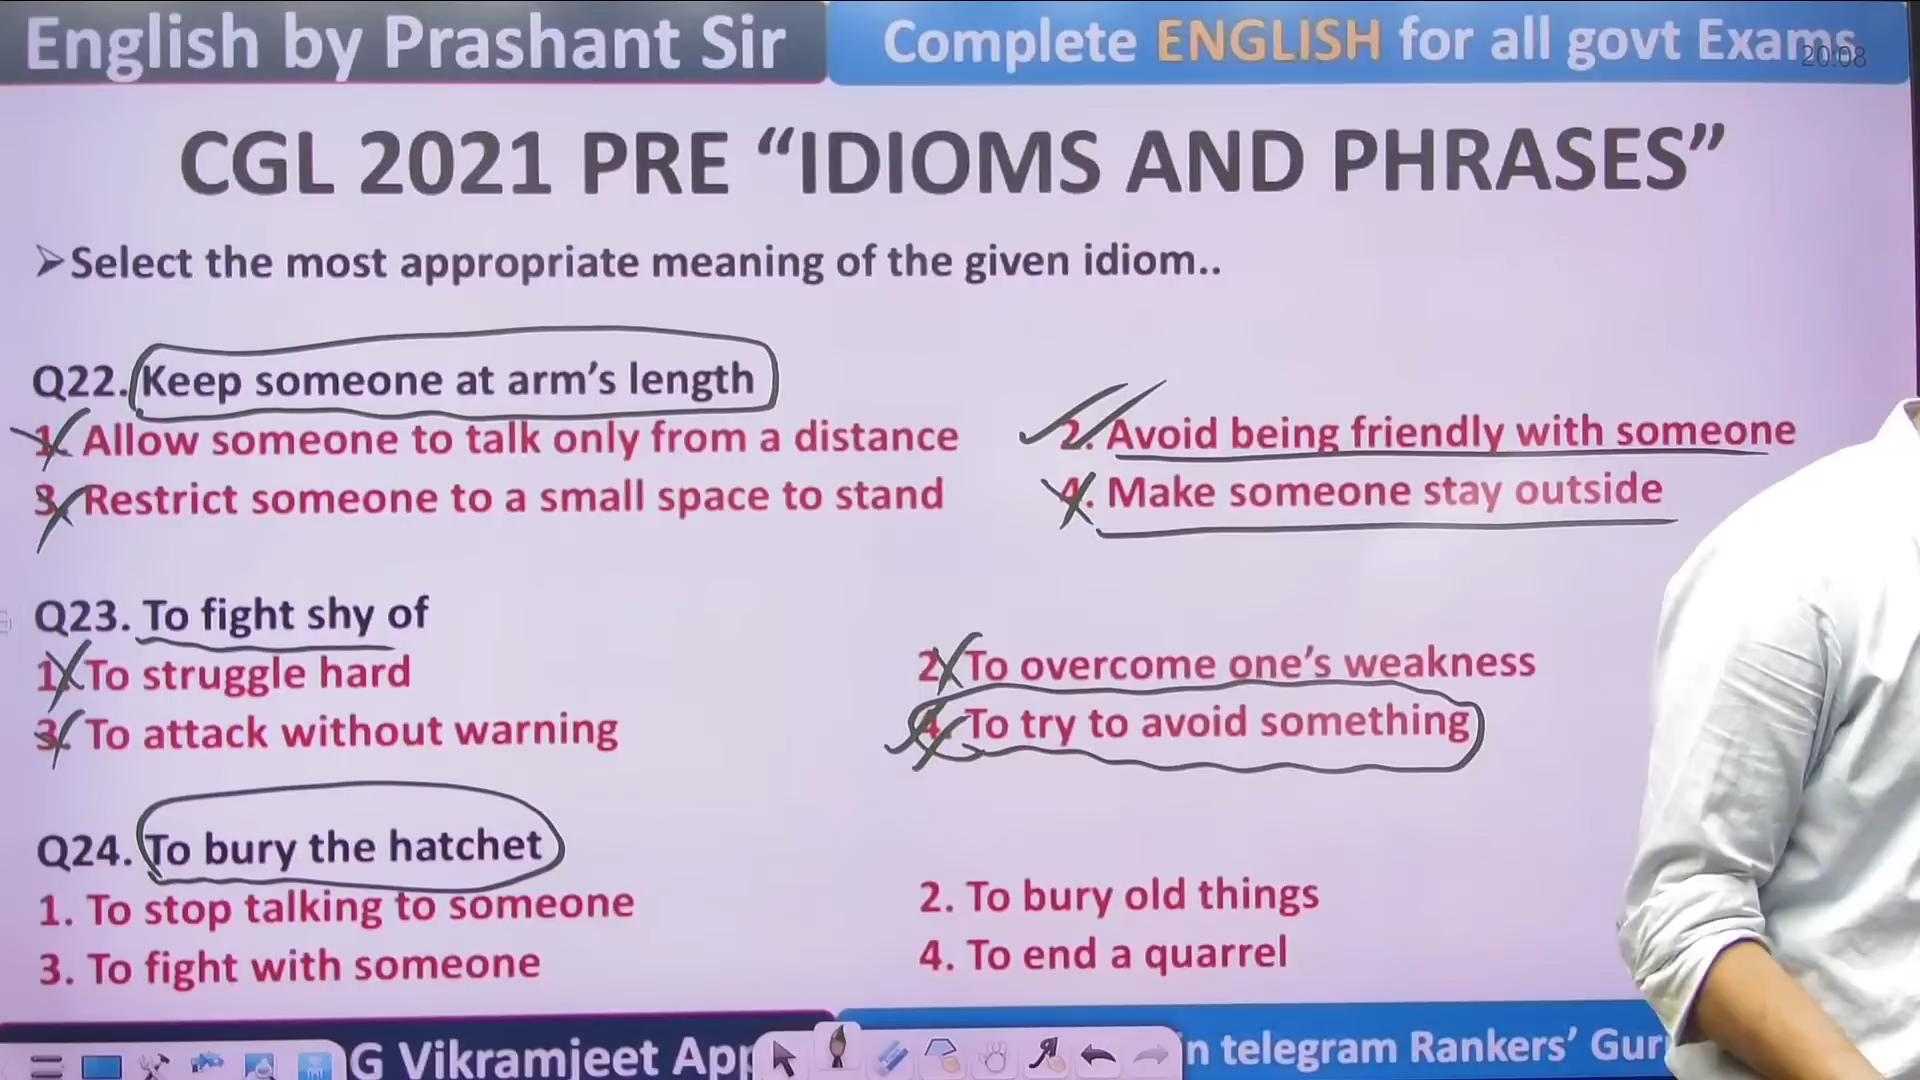 English by Prashant Sir
Complete ENGLISH for all govt Exams
20:08
CGL 2021 PRE “IDIOMS AND PHRASES”
➢Select the most appropriate meaning of the given idiom..
Q22. Keep someone at arm’s length
1. Allow someone to talk only from a distance
2. Avoid being friendly with someone
3. Restrict someone to a small space to stand
4. Make someone stay outside
Q23. To fight shy of
1. To struggle hard
2. To overcome one’s weakness
3. To attack without warning
4. To try to avoid something
Q24. To bury the hatchet
1. To stop talking to someone
2. To bury old things
3. To fight with someone
4. To end a quarrel
G Vikramjeet App
n telegram Rankers’ Gur